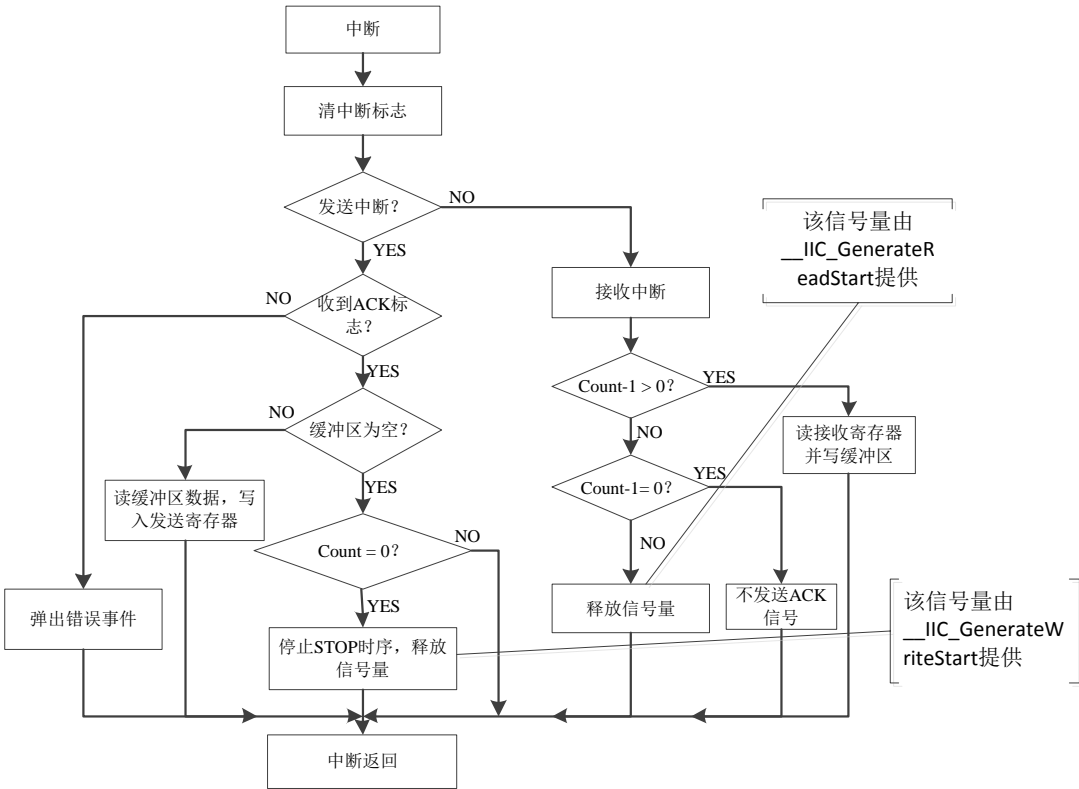 中断
清中断标志
发送中断？
NO
YES
该信号量由
__IIC_GenerateR
eadStart提供
NO
收到ACK标
志？
接收中断
YES
Count-1 > 0？
YES
NO
缓冲区为空？
NO
读接收寄存器
并写缓冲区
YES
Count-1= 0？
YES
读缓冲区数据，写
入发送寄存器
Count = 0？
NO
NO
弹出错误事件
YES
释放信号量
不发送ACK
信号
该信号量由
__IIC_GenerateW
riteStart提供
停止STOP时序，释放
信号量
中断返回